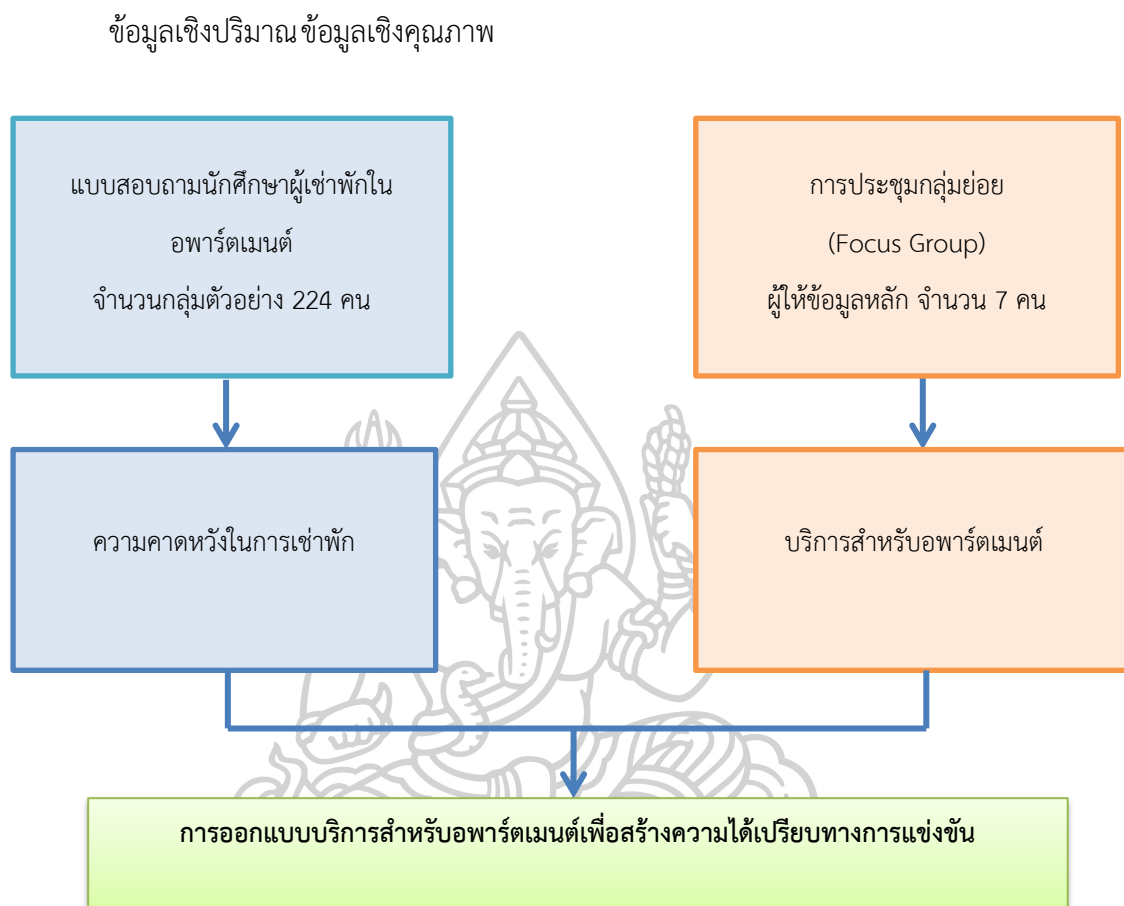 ข้อมูลเชิงปริมาณ ข้อมูลเชิงคุณภาพ
แบบสอบถามนักศึกษาผู้เช่าพักใน
อพาร์ตเมนต์
จำนวนกลุ่มตัวอย่าง 224 คน
การประชุมกลุ่มย่อย
(Focus Group)
ผู้ให้ข้อมูลหลัก จำนวน 7 คน
ความคาดหวังในการเช่าพัก
บริการสำหรับอพาร์ตเมนต์
การออกแบบบริการสำหรับอพาร์ตเมนต์เพื่อสร้างความได้เปรียบทางการแข่งขัน